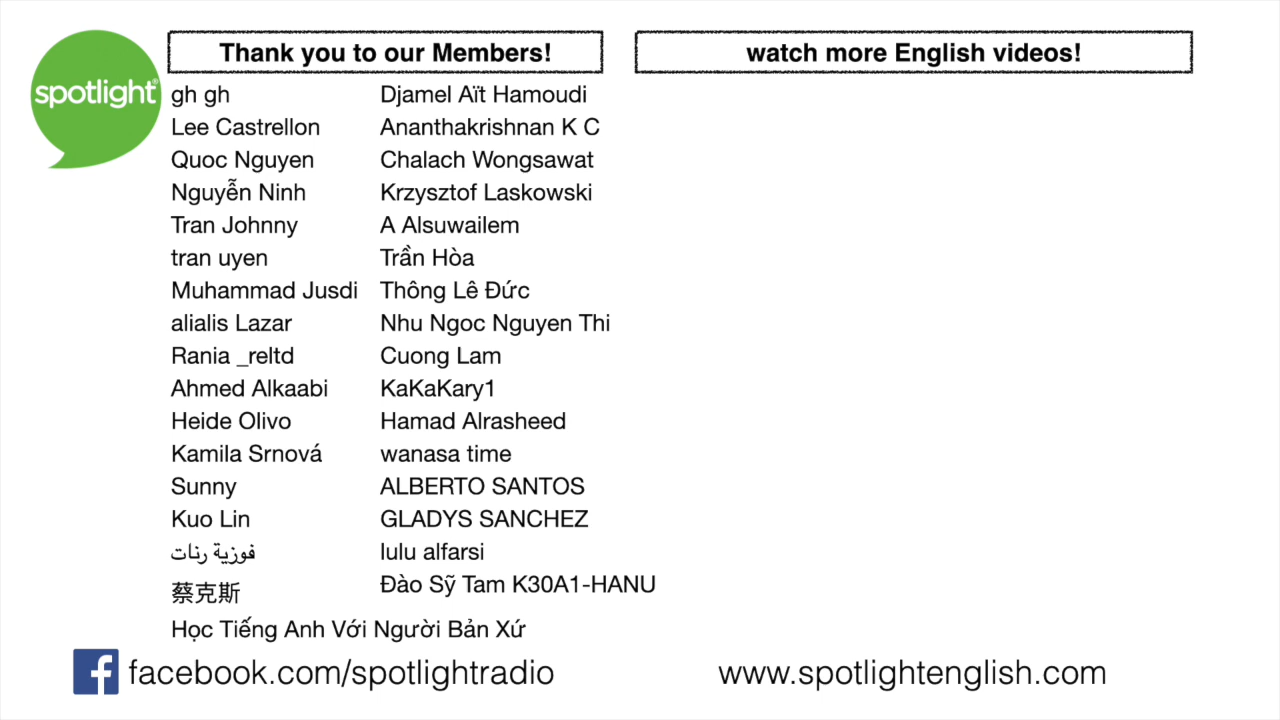 spotlight®
Thank you to our Members!
watch more English videos!
gh gh
Lee Castrellon
Quoc Nguyen
Nguyễn Ninh
Tran Johnny
tran uyen
Muhammad Jusdi
alialis Lazar
Rania _reltd
Ahmed Alkaabi
Heide Olivo
Kamila Srnová
Sunny
Kuo Lin
فوزية رنات
蔡克斯
Học Tiếng Anh Với Người Bản Xứ
Djamel Aït Hamoudi
Ananthakrishnan K C
Chalach Wongsawat
Krzysztof Laskowski
A Alsuwailem
Trần Hòa
Thông Lê Đức
Nhu Ngoc Nguyen Thi
Cuong Lam
KaKaKary1
Hamad Alrasheed
wanasa time
ALBERTO SANTOS
GLADYS SANCHEZ
lulu alfarsi
Đào Sỹ Tam K30A1-HANU
facebook.com/spotlightradio
www.spotlightenglish.com